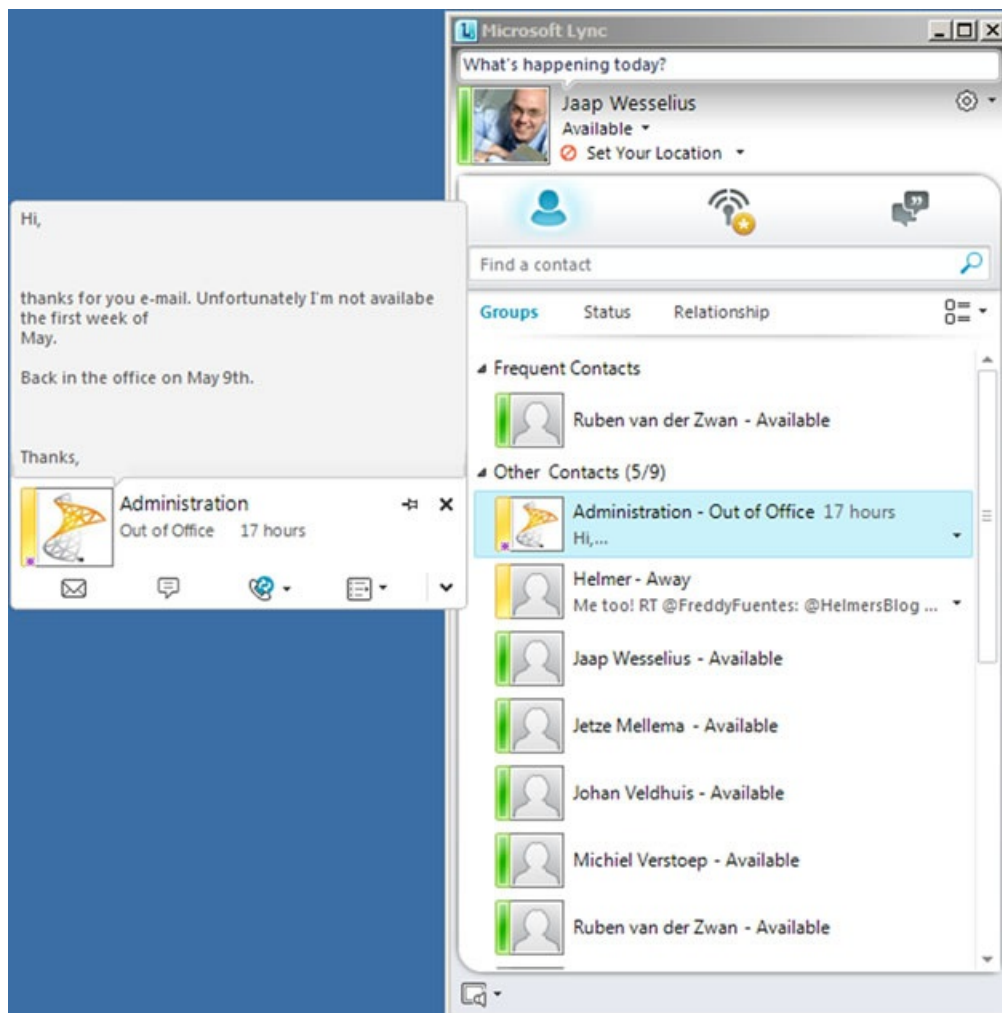 Microsoft Lync
What's happening today?
Jaap Wesselius
Available
Set Your Location
Find a contact
Groups Status Relationship
Frequent Contacts
Ruben van der Zwan - Available
Other Contacts (5/9)
Administration - Out of Office 17 hours
Hi,...
Helmer - Away
Me too! RT @FreddyFuentes: @HelmersBlog ...
Jaap Wesselius - Available
Jetze Mellema - Available
Johan Veldhuis - Available
Michiel Verstoep - Available
Ruben van der Zwan - Available
Hi,
thanks for you e-mail. Unfortunately I'm not availabe
the first week of
May.
Back in the office on May 9th.
Thanks,
Administration
Out of Office 17 hours